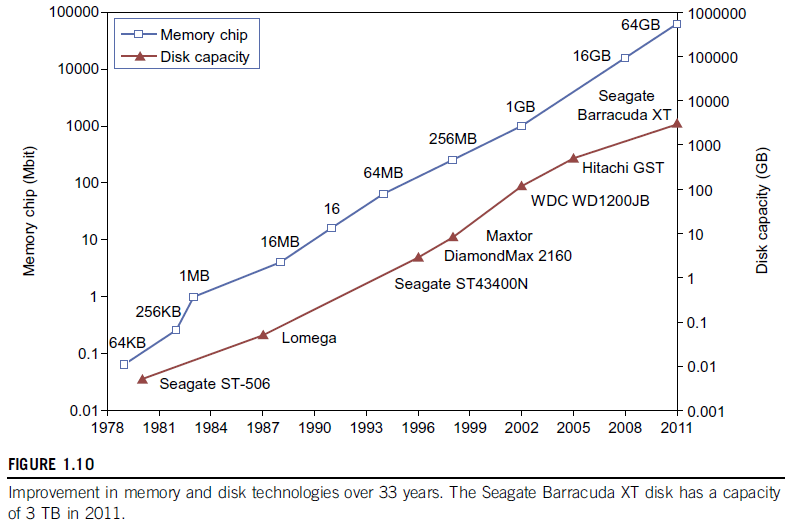 100000
10000
1000
100
10
1
0.1
0.01
Memory chip (Mbit)
Memory chip
Disk capacity
64KB
256KB
1MB
16MB
16
64MB
256MB
1GB
16GB
64GB
Seagate ST-506
Lomega
Seagate ST43400N
Maxtor
DiamondMax 2160
WDC WD1200JB
Hitachi GST
Seagate
Barracuda XT
1000000
100000
10000
1000
100
10
1
0.1
0.01
0.001
Disk capacity (GB)
1978 1981 1984 1987 1990 1993 1996 1999 2002 2005 2008 2011
FIGURE 1.10
Improvement in memory and disk technologies over 33 years. The Seagate Barracuda XT disk has a capacity
of 3 TB in 2011.